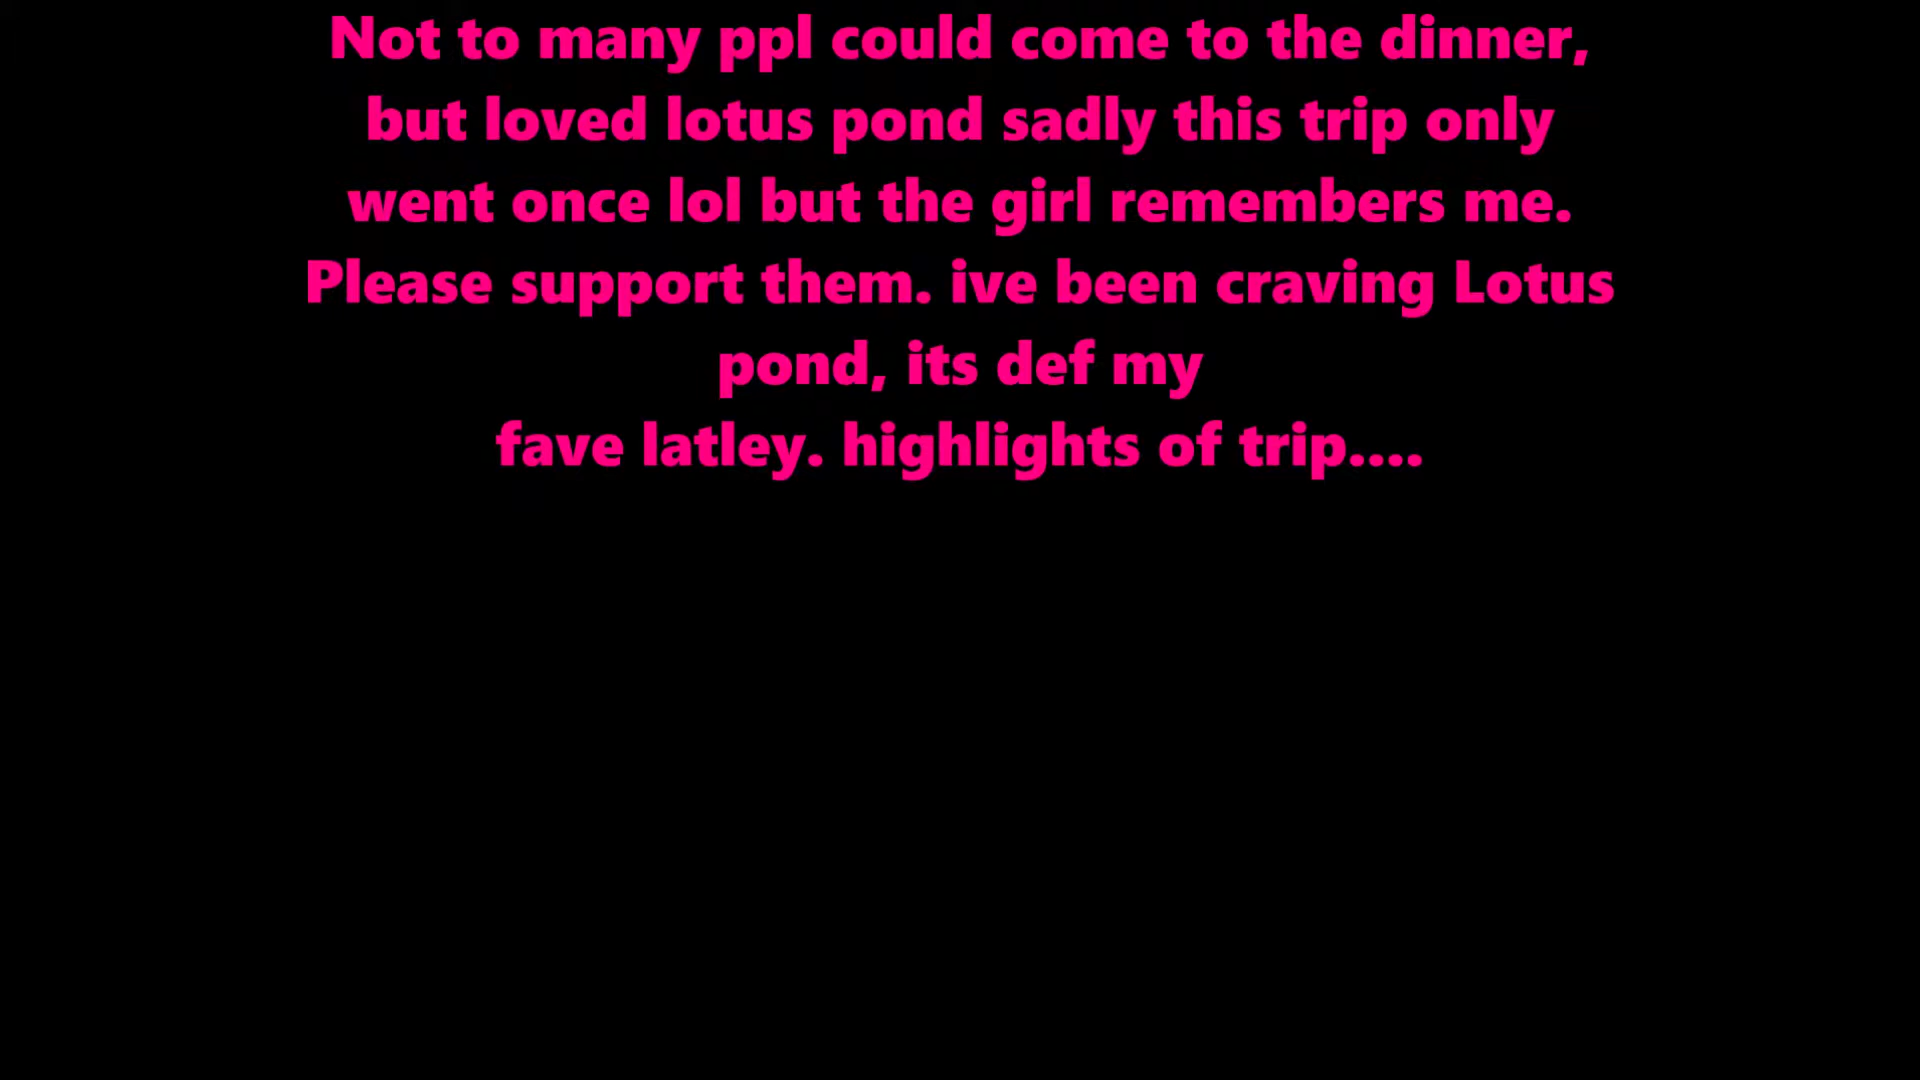 Not to many ppl could come to the dinner,
but loved lotus pond sadly this trip only
went once lol but the girl remembers me.
Please support them. ive been craving Lotus
pond, its def my
fave latley. highlights of trip....